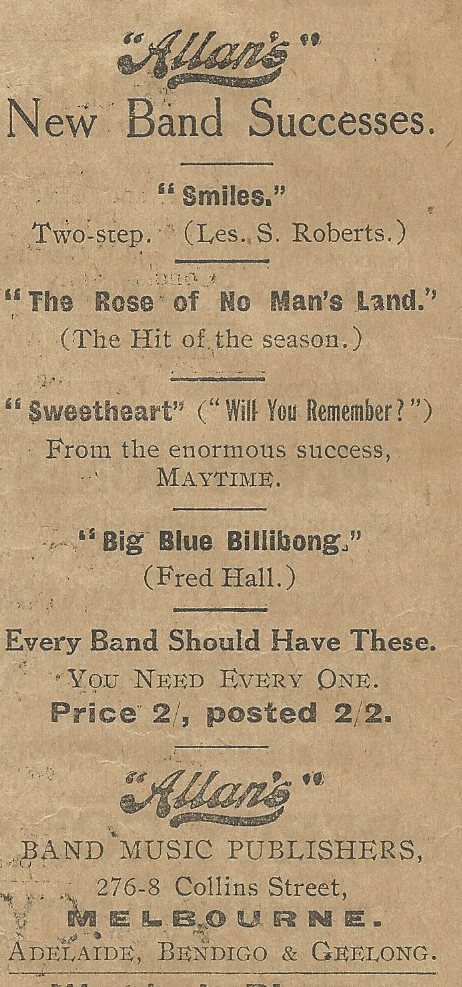 "Allan's"
New Band Successes.
"Smiles."
Two-step. (Les. S. Roberts.)
"The Rose of No Man's Land."
(The Hit of the season.)
"Sweetheart" ("Will You Remember?")
From the enormous success,
MAYTIME.
"Big Blue Billibong."
(Fred Hall.)
Every Band Should Have These.
YOU NEED EVERY ONE.
Price 2/, posted 2/2.
"Allan's"
BAND MUSIC PUBLISHERS,
276-8 Collins Street,
MELBOURNE.
ADELAIDE, BENDIGO & GEELONG.